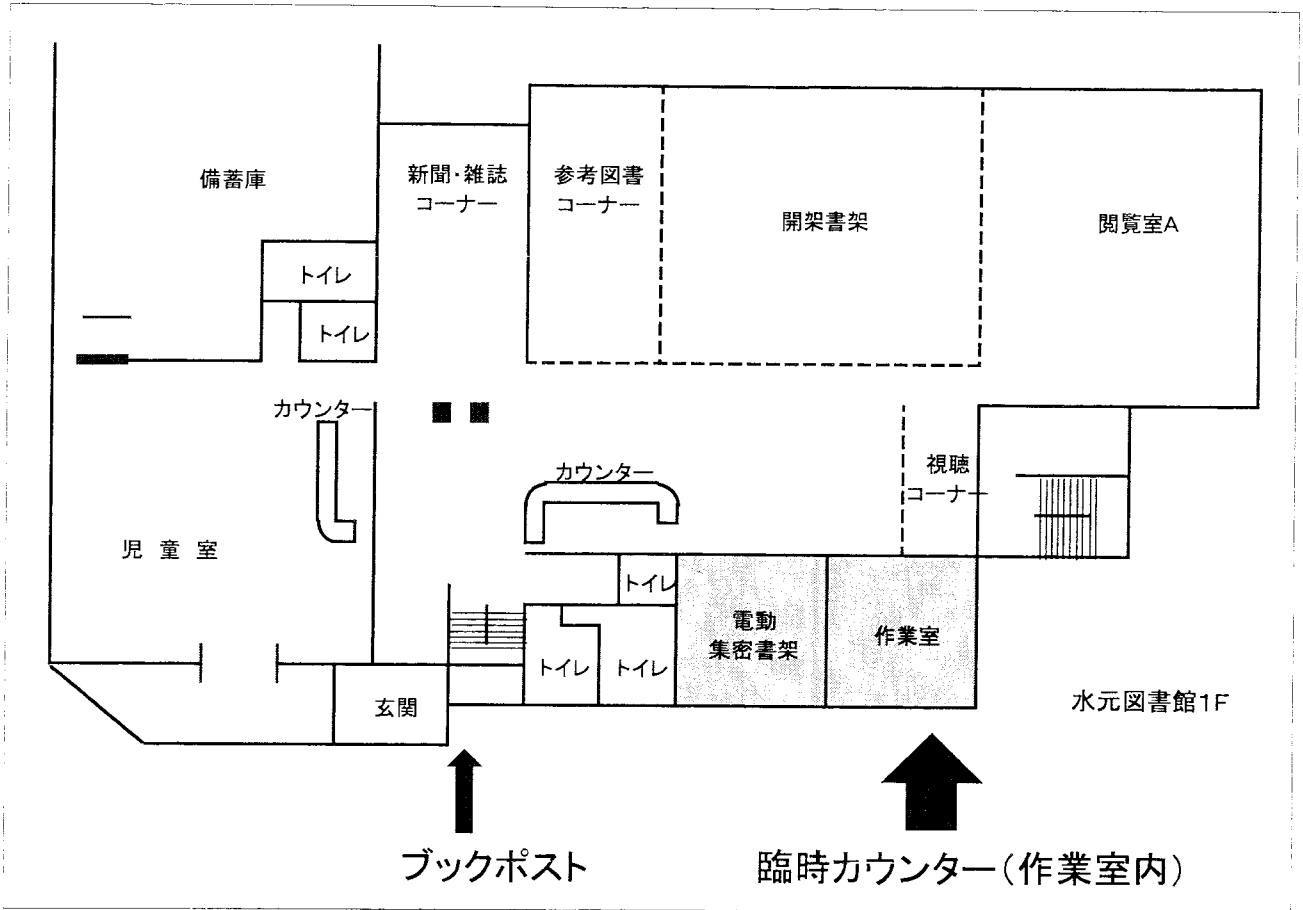 備蓄庫
新聞・雑誌
コーナー
参考図書
コーナー
開架書架
閲覧室A
トイレ
トイレ
カウンター
カウンター
視聴
コーナー
児童室
トイレ
電動
集密書架
作業室
トイレ
トイレ
玄関
水元図書館1F
ブックポスト
臨時カウンター(作業室内)